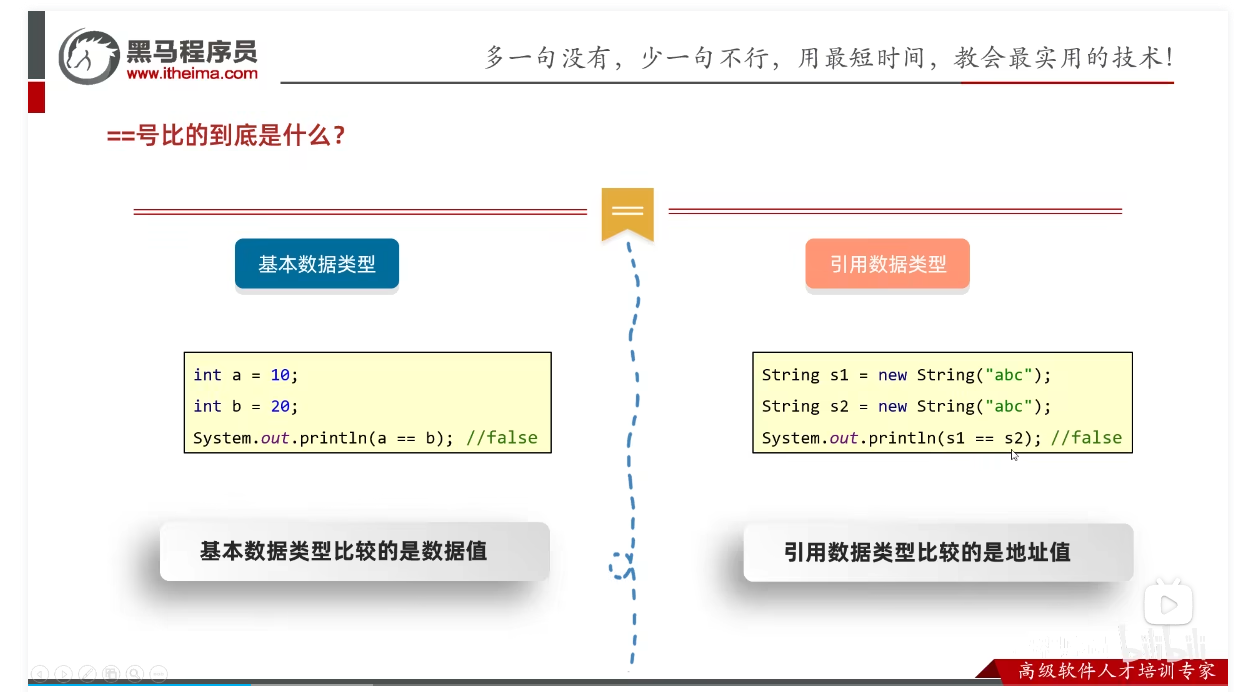 黑马程序员
www.itheima.com
多一句没有，少一句不行，用最短时间，教会最实用的技术！
==号比的到底是什么？
基本数据类型
引用数据类型
int a = 10;
int b = 20;
System.out.println(a == b); //false
String s1 = new String("abc");
String s2 = new String("abc");
System.out.println(s1 == s2); //false
基本数据类型比较的是数据值
引用数据类型比较的是地址值
bilibili
高级软件人才培训专家